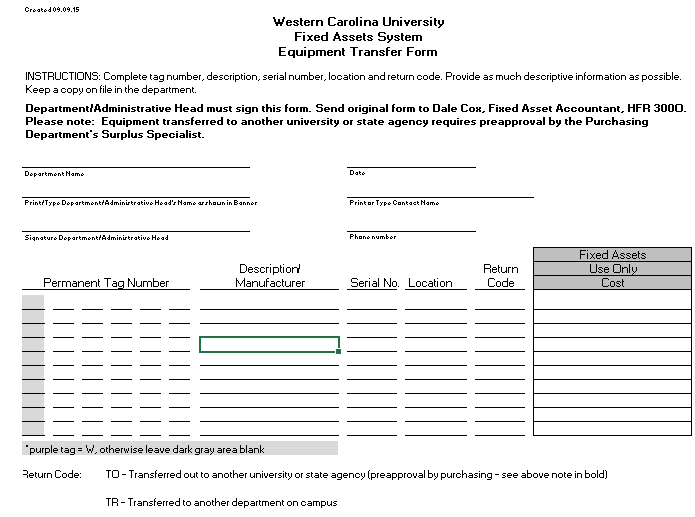 Created 09.09.15
Western Carolina University
Fixed Assets System
Equipment Transfer Form
INSTRUCTIONS: Complete tag number, description, serial number, location and return code. Provide as much descriptive information as possible.
Keep a copy on file in the department.
Department/Administrative Head must sign this form. Send original form to Dale Cox, Fixed Asset Accountant, HFR 300O.
Please note: Equipment transferred to another university or state agency requires preapproval by the Purchasing
Department's Surplus Specialist.
Department Name
Date
Print/Type Department/Administrative Head's Name as shown in Banner
Print or Type Contact Name
Signature Department/Administrative Head
Phone number
Fixed Assets
Use Only
Cost
Permanent Tag Number
Description/
Manufacturer
Serial No.
Location
Return
Code
*purple tag = W, otherwise leave dark gray area blank
Return Code:
TO - Transferred out to another university or state agency (preapproval by purchasing - see above note in bold)
TR - Transferred to another department on campus